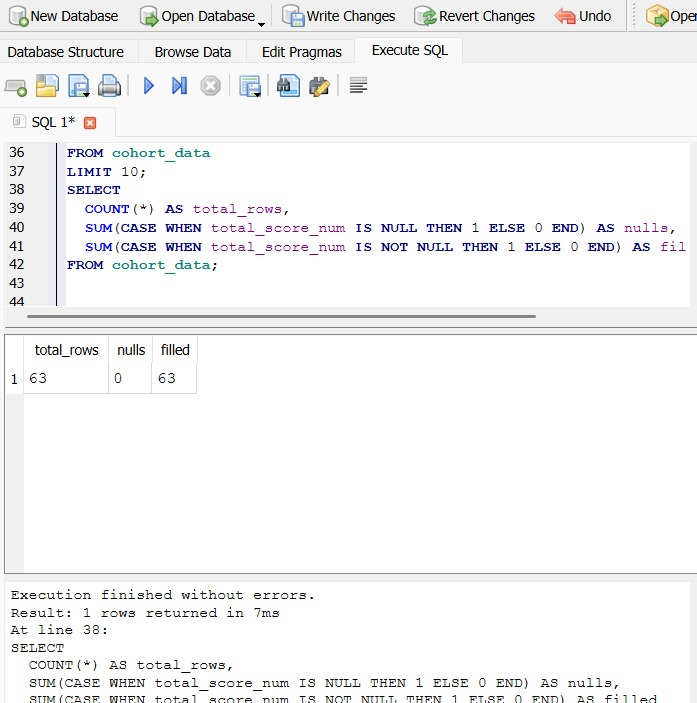 New Database Open Database Write Changes Revert Changes Undo
Database Structure Browse Data Edit Pragmas Execute SQL
SQL 1*
36 FROM cohort_data
37 LIMIT 10;
38 SELECT
39 COUNT(*) AS total_rows,
40 SUM(CASE WHEN total_score_num IS NULL THEN 1 ELSE 0 END) AS nulls,
41 SUM(CASE WHEN total_score_num IS NOT NULL THEN 1 ELSE 0 END) AS fil
42 FROM cohort_data;
43
44
total_rows nulls filled
1 63 0 63
Execution finished without errors.
Result: 1 rows returned in 7ms
At line 38:
SELECT
COUNT(*) AS total_rows,
SUM(CASE WHEN total_score_num IS NULL THEN 1 ELSE 0 END) AS nulls,
SUM(CASE WHEN total_score_num IS NOT NULL THEN 1 ELSE 0 END) AS filled